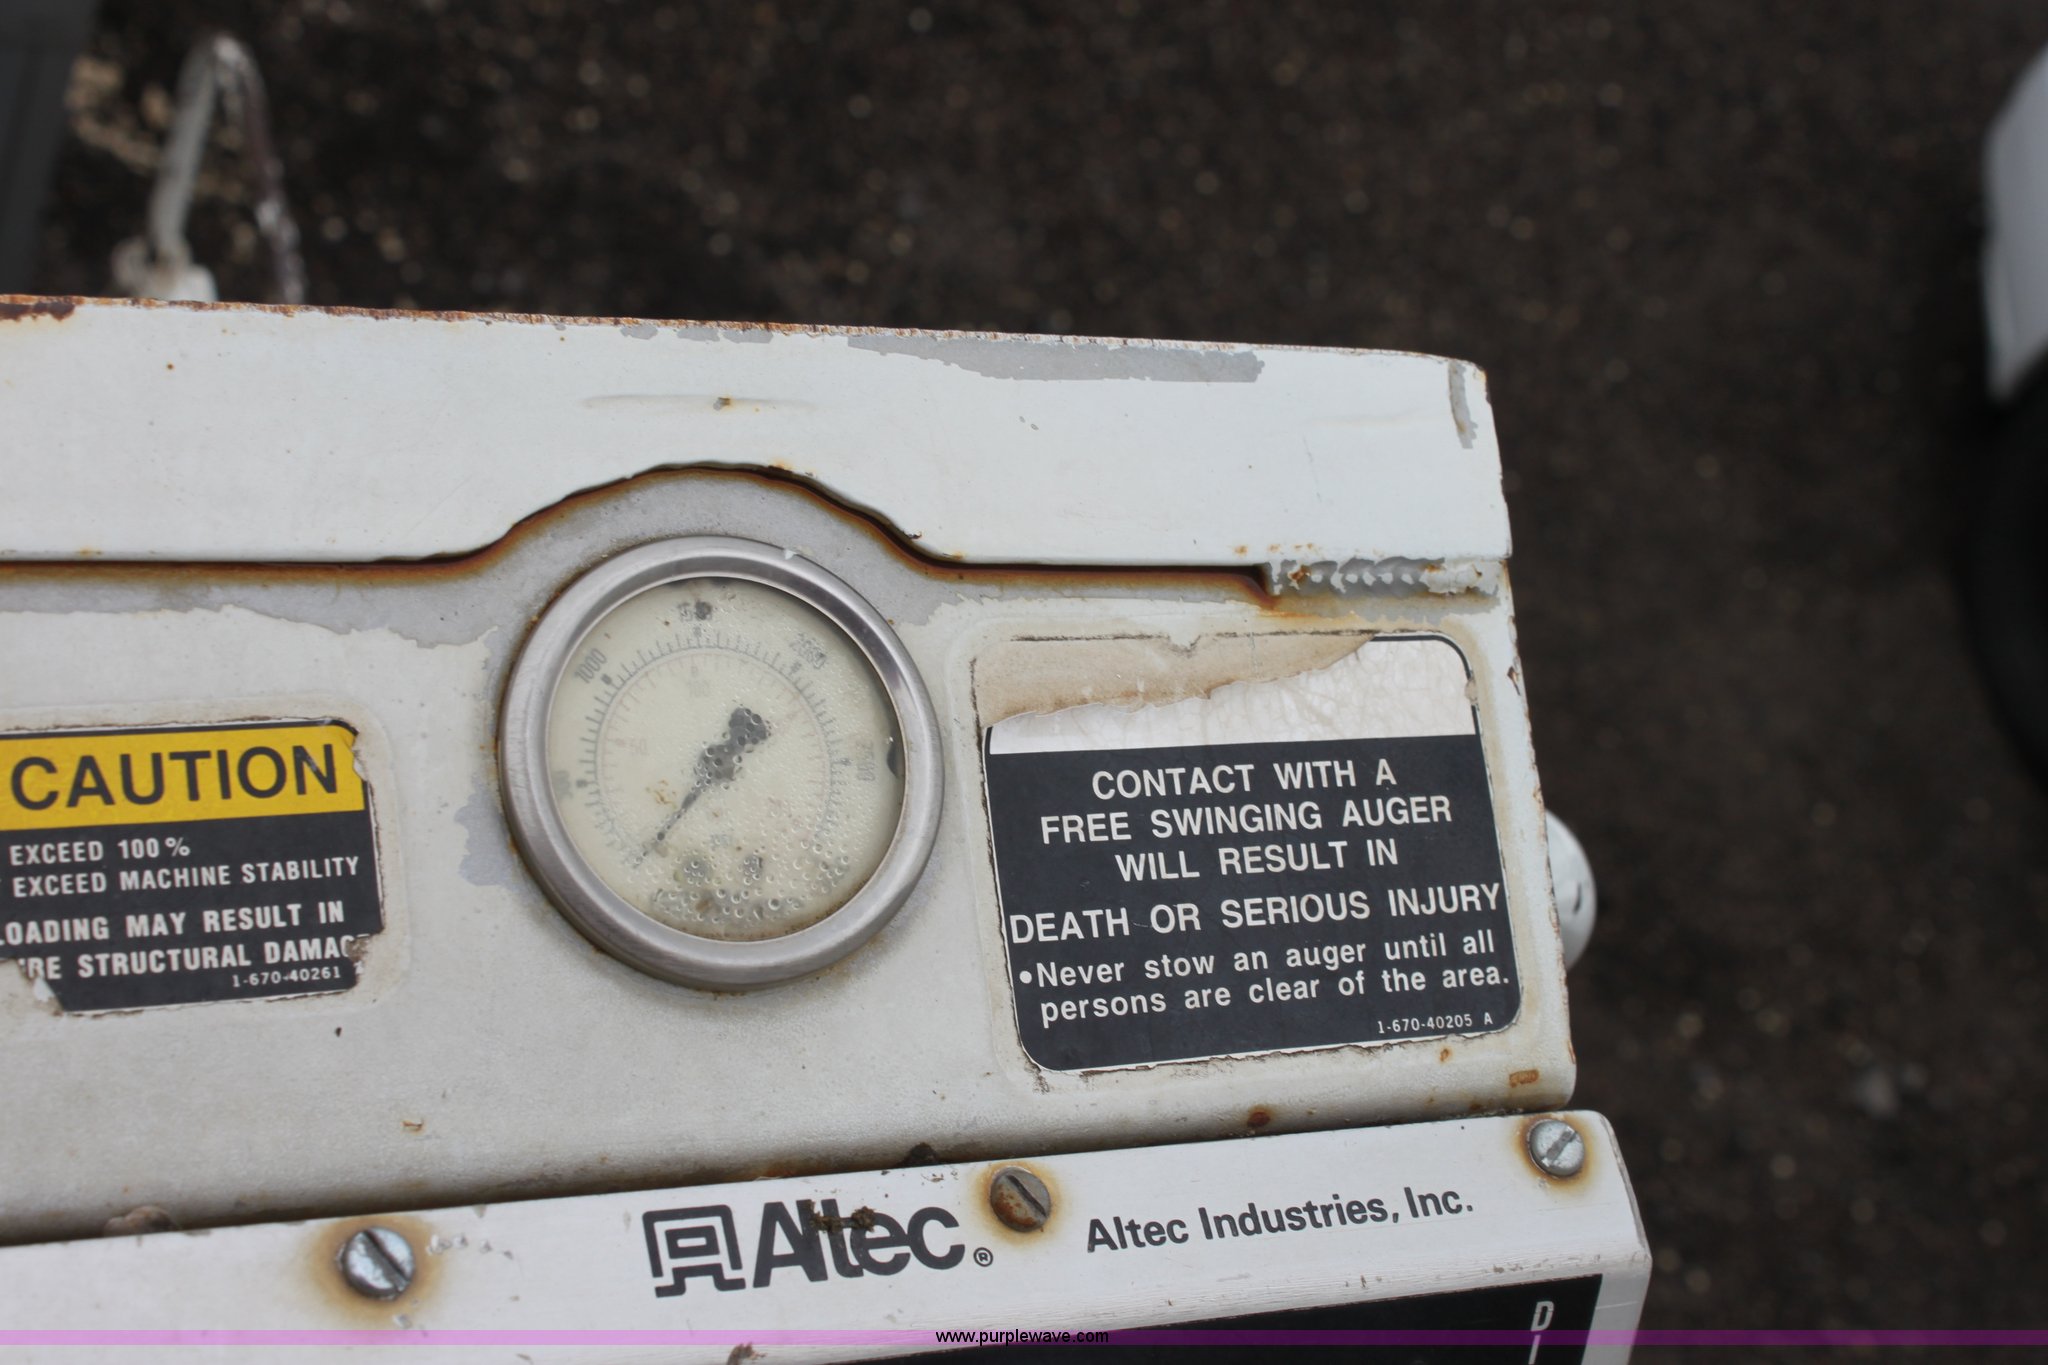 CAUTION
EXCEED 100%
EXCEED MACHINE STABILITY
LOADING MAY RESULT IN
STRUCTURAL
1-670-40261
1000
2000
50
100
CONTACT WITH A
FREE SWINGING AUGER
WILL RESULT IN
DEATH OR SERIOUS INJURY
•Never stow an auger until all
persons are clear of the area.
1-670-40205 A
Altec®
Altec Industries, Inc.
www.purplewave.com